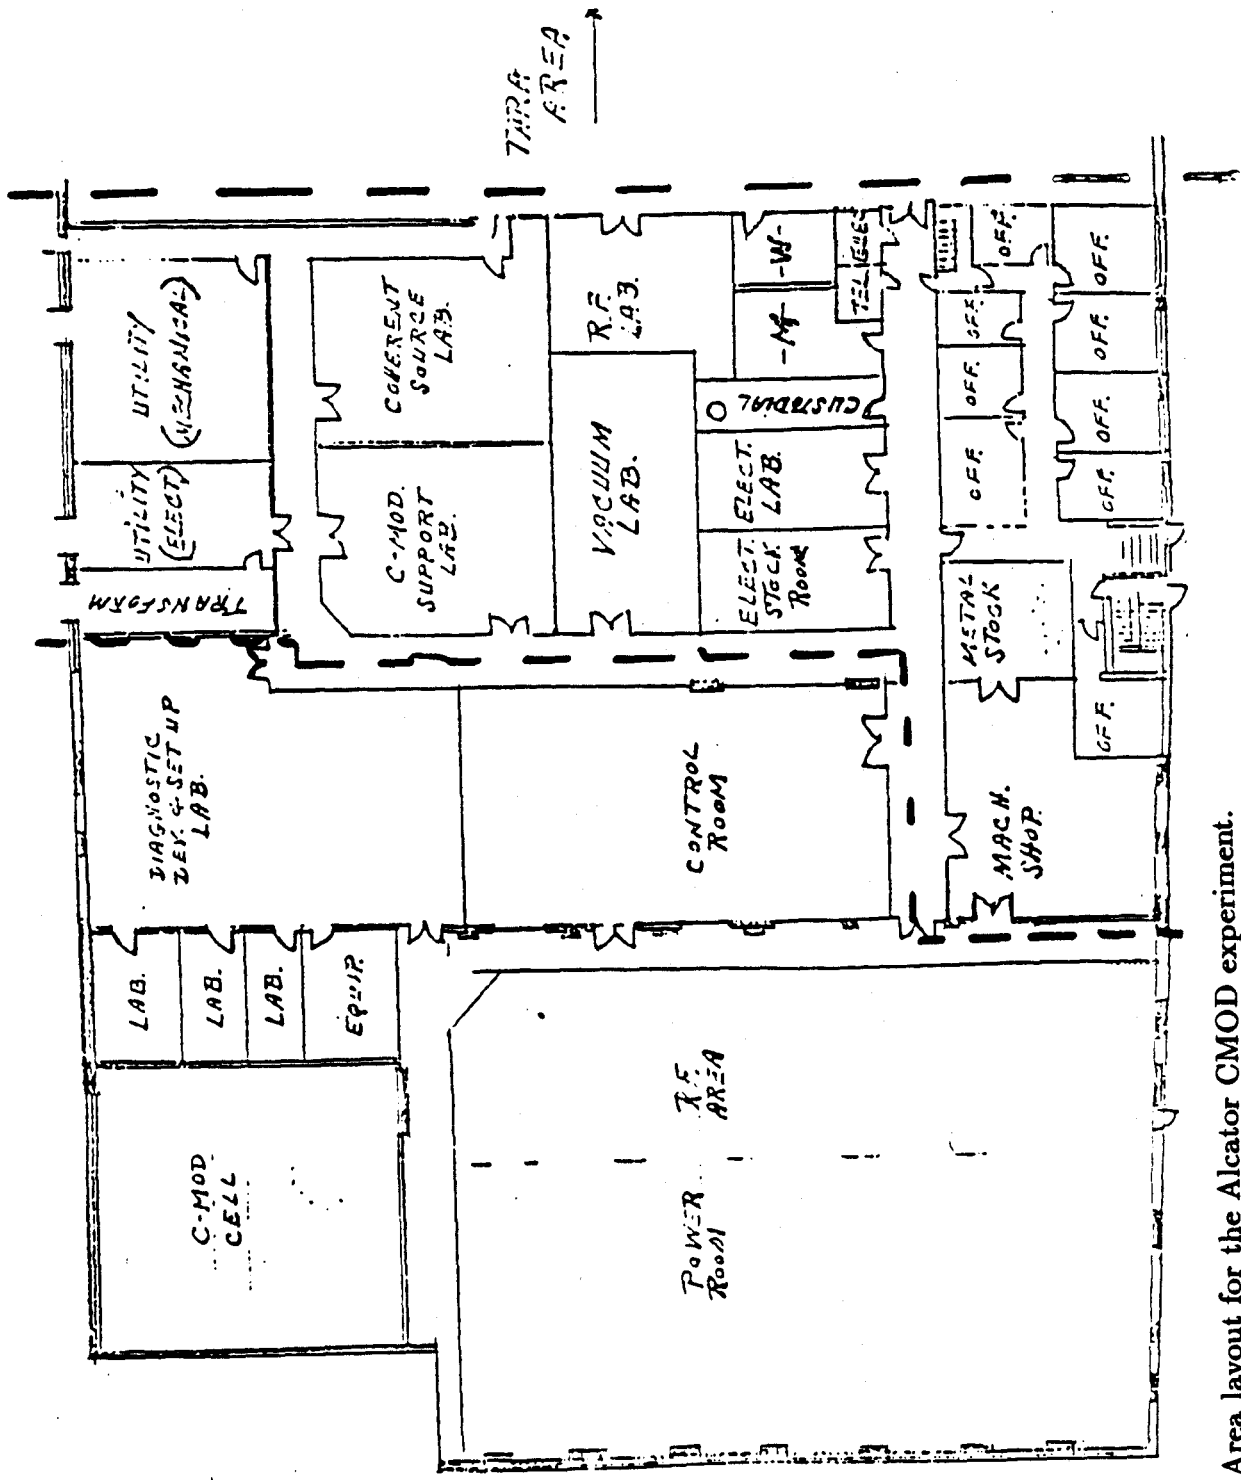 C-MOD
CELL
LAB.
LAB.
LAB.
EQUIP.
DIAGNOSTIC
DEV. & SET UP
LAB.
TRANSFORM
UTILITY
(ELECT)
UTILITY
(MECHANICAL)
C-MOD.
SUPPORT
LAB.
COHERENT
SOURCE
LAB.
TARA
AREA
VACUUM
LAB.
R.F.
LAB.
POWER
ROOM
R.F.
AREA
CONTROL
ROOM
ELECT.
STOCK
ROOM
ELECT.
LAB.
CUSTODIAL
-M-
-W-
MACH.
SHOP.
METAL
STOCK
OFF.
OFF.
OFF.
OFF.
OFF.
OFF.
OFF.
OFF.
OFF.
Area layout for the Alcator CMOD experiment.